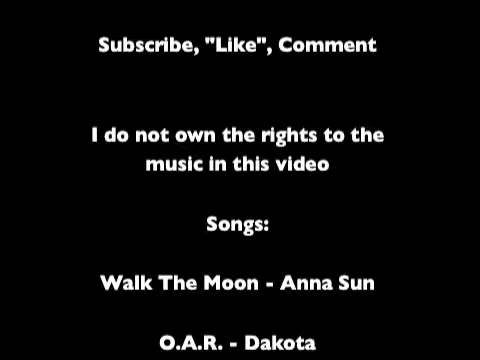 Subscribe, "Like", Comment
I do not own the rights to the
music in this video
Songs:
Walk The Moon - Anna Sun
O.A.R. - Dakota